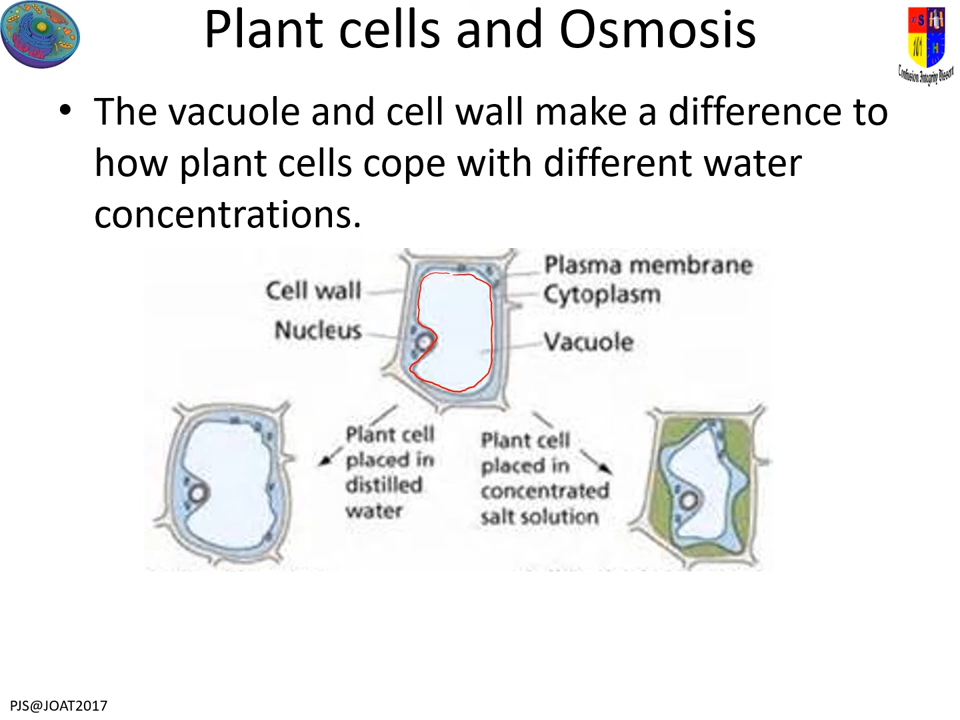 Plant cells and Osmosis
• The vacuole and cell wall make a difference to
how plant cells cope with different water
concentrations.
Plasma membrane
Cell wall
Cytoplasm
Nucleus
Vacuole
Plant cell
placed in
distilled
water
Plant cell
placed in
concentrated
salt solution
PJS@JOAT2017